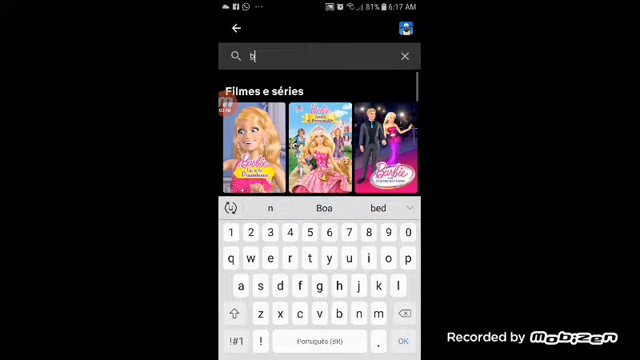 81% 6:17 AM
b
Filmes e séries
Barbie
Barbie
Barbie
n Boa bed
1 2 3 4 5 6 7 8 9 0
q w e r t y u i o p
a s d f g h j k l
z x c v b n m
!#1 ! Português (BR) . OK
Recorded by Mobizen